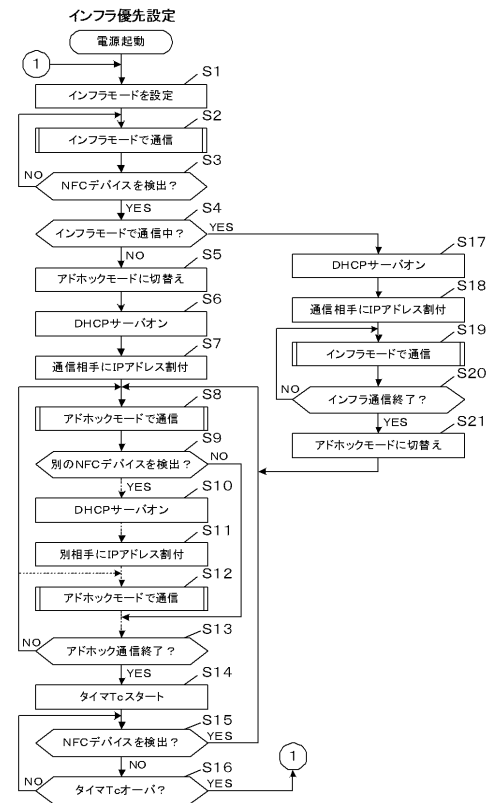 インフラ優先設定
電源起動
1
S1
インフラモードを設定
S2
インフラモードで通信
S3
NFCデバイスを検出？
NO
YES
S4
インフラモードで通信中？
YES
NO
S5
アドホックモードに切替え
S6
DHCPサーバオン
S7
通信相手にIPアドレス割付
S8
アドホックモードで通信
S9
別のNFCデバイスを検出？
NO
YES
S10
DHCPサーバオン
S11
別相手にIPアドレス割付
S12
アドホックモードで通信
S13
アドホック通信終了？
NO
YES
S14
タイマTcスタート
S15
NFCデバイスを検出？
YES
NO
S16
タイマTcオーバ？
NO
YES
1
S17
DHCPサーバオン
S18
通信相手にIPアドレス割付
S19
インフラモードで通信
S20
インフラ通信終了？
NO
YES
S21
アドホックモードに切替え